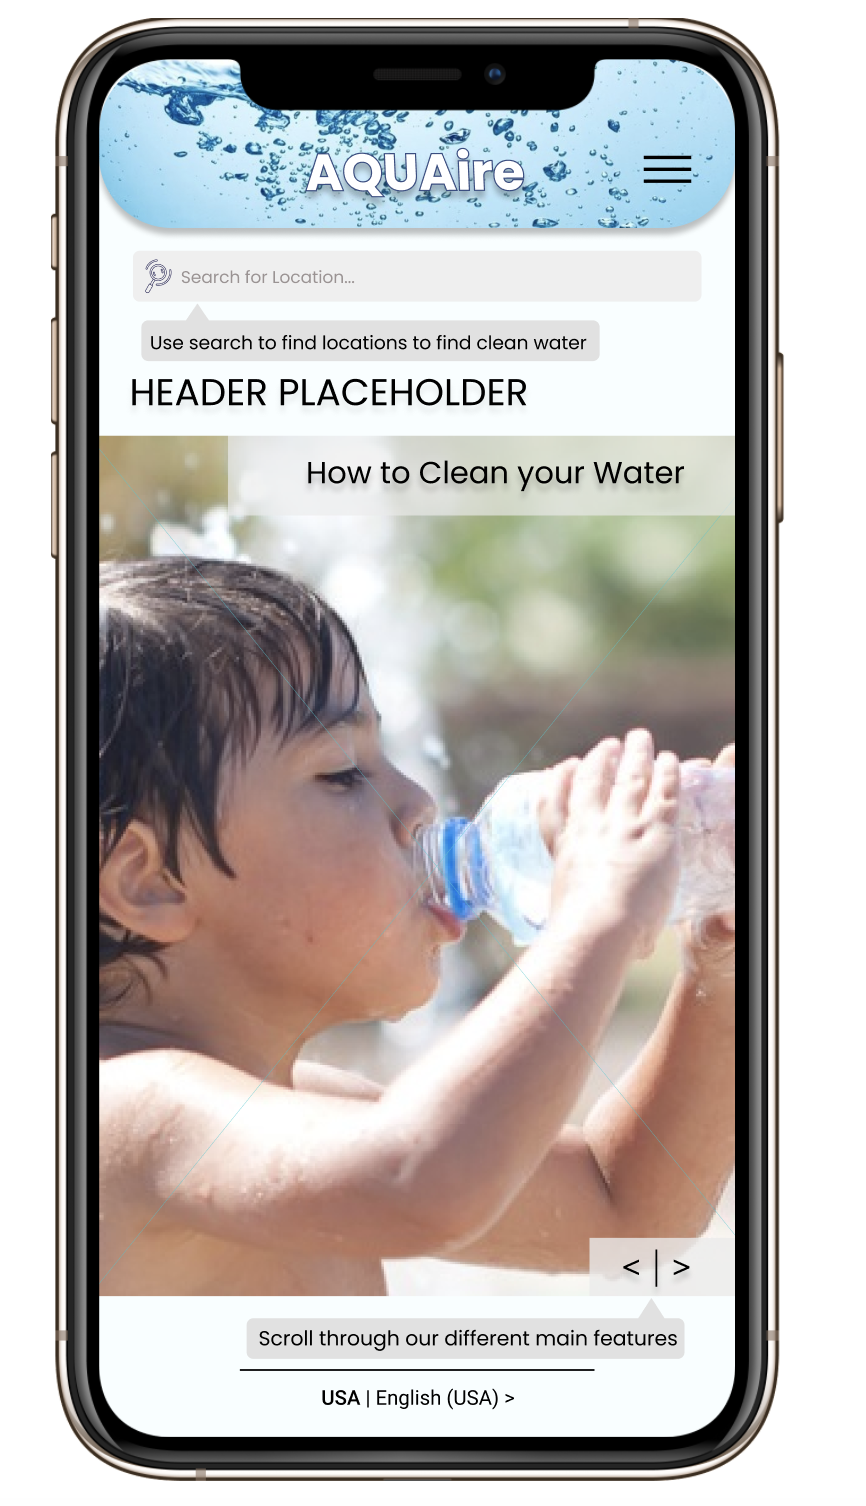 AQUAire
Search for Location...
Use search to find locations to find clean water
HEADER PLACEHOLDER
How to Clean your Water
< | >
Scroll through our different main features
USA | English (USA) >